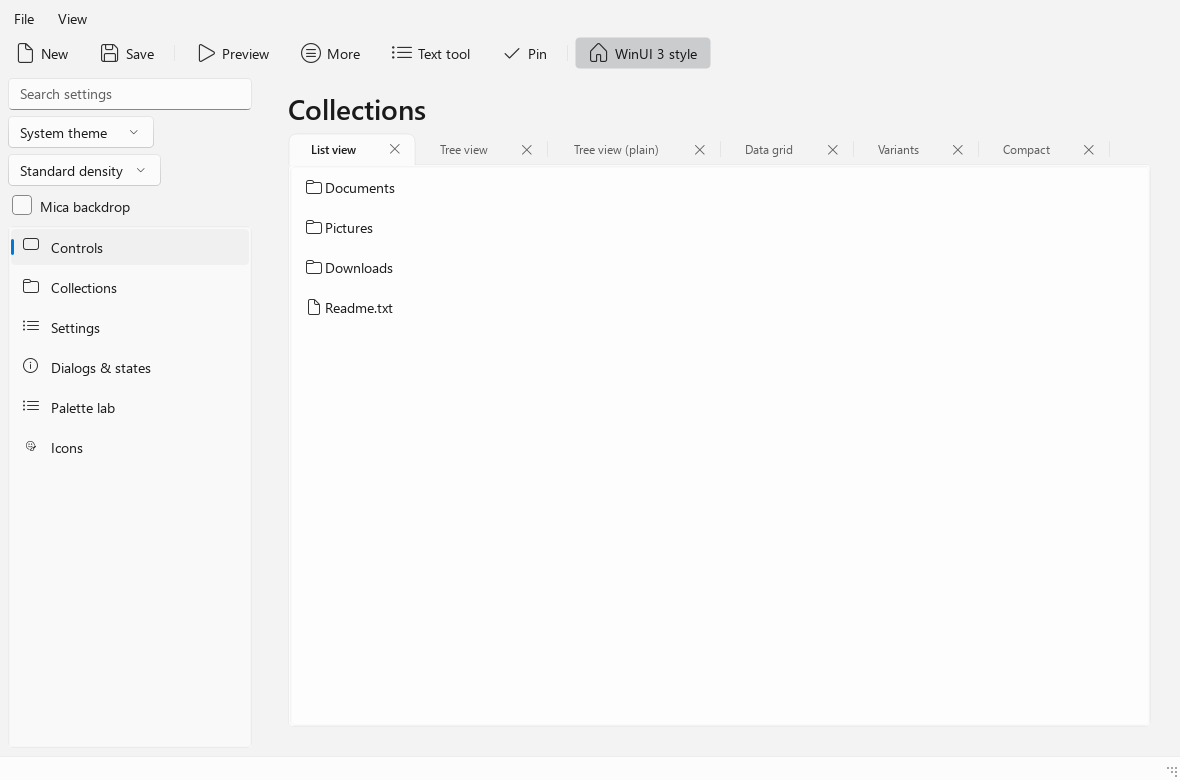 File View
New Save Preview More Text tool Pin WinUI 3 style
Search settings
System theme
Standard density
Mica backdrop
Controls
Collections
Settings
Dialogs & states
Palette lab
Icons
Collections
List view Tree view Tree view (plain) Data grid Variants Compact
Documents
Pictures
Downloads
Readme.txt